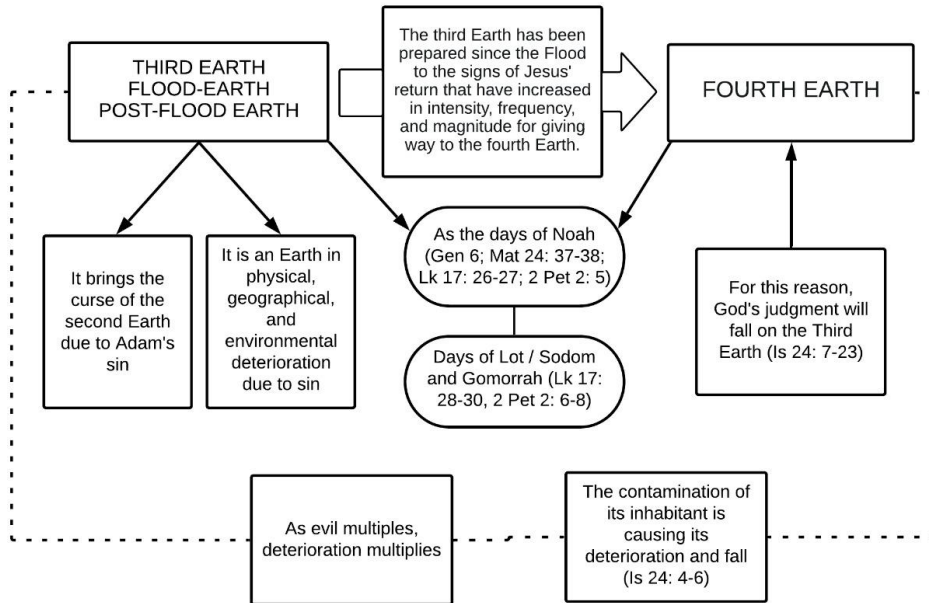 THIRD EARTH
FLOOD-EARTH
POST-FLOOD EARTH
The third Earth has been
prepared since the Flood
to the signs of Jesus'
return that have increased
in intensity, frequency,
and magnitude for giving
way to the fourth Earth.
FOURTH EARTH
It brings the
curse of the
second Earth
due to Adam's
sin
It is an Earth in
physical,
geographical,
and
environmental
deterioration
due to sin
As the days of Noah
(Gen 6; Mat 24: 37-38;
Lk 17: 26-27; 2 Pet 2: 5)
Days of Lot / Sodom
and Gomorrah (Lk 17:
28-30, 2 Pet 2: 6-8)
For this reason,
God's judgment will
fall on the Third
Earth (Is 24: 7-23)
As evil multiples,
deterioration multiplies
The contamination of
its inhabitant is
causing its
deterioration and fall
(Is 24: 4-6)